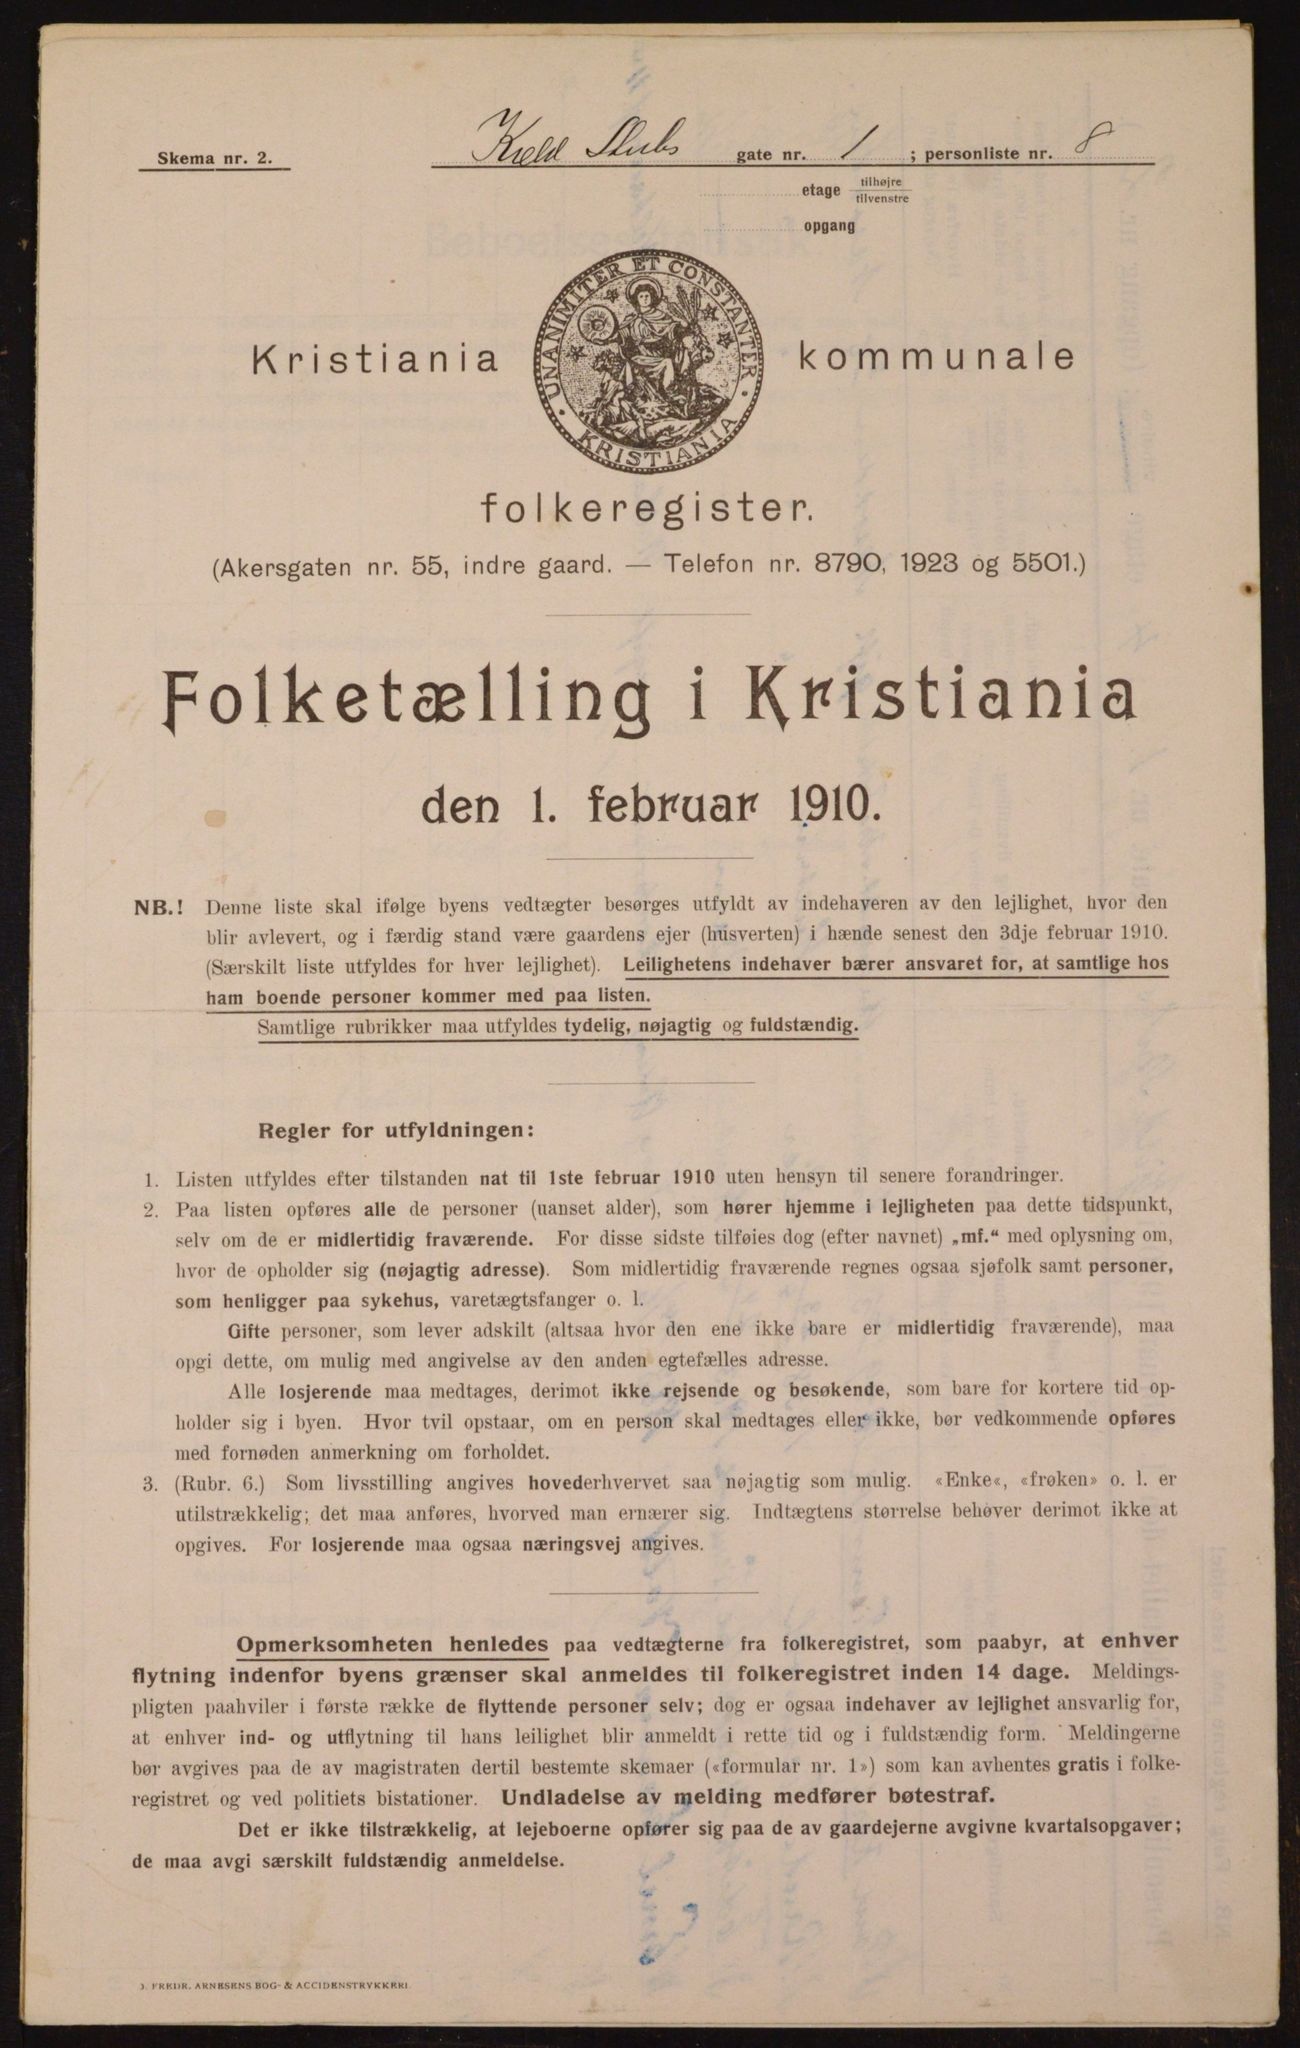 Skema nr. 2.
Kield Stubs gate nr. 1; personliste nr. 8
etage tilhøjre
tilvenstre
opgang
UNANIMITER ET CONSTANTER
KRISTIANIA
Kristiania kommunale
folkeregister.
(Akersgaten nr. 55, indre gaard. — Telefon nr. 8790, 1923 og 5501.)
Folketælling i Kristiania
den 1. februar 1910.
NB.! Denne liste skal ifølge byens vedtægter besørges utfyldt av indehaveren av den lejlighet, hvor den
blir avlevert, og i færdig stand være gaardens ejer (husverten) i hænde senest den 3dje februar 1910.
(Særskilt liste utfyldes for hver lejlighet). Leilighetens indehaver bærer ansvaret for, at samtlige hos
ham boende personer kommer med paa listen.
Samtlige rubrikker maa utfyldes tydelig, nøjagtig og fuldstændig.
Regler for utfyldningen:
1. Listen utfyldes efter tilstanden nat til 1ste februar 1910 uten hensyn til senere forandringer.
2. Paa listen opføres alle de personer (uanset alder), som hører hjemme i lejligheten paa dette tidspunkt,
selv om de er midlertidig fraværende. For disse sidste tilføies dog (efter navnet) „mf.“ med oplysning om,
hvor de opholder sig (nøjagtig adresse). Som midlertidig fraværende regnes ogsaa sjøfolk samt personer,
som henligger paa sykehus, varetægtsfanger o. l.
Gifte personer, som lever adskilt (altsaa hvor den ene ikke bare er midlertidig fraværende), maa
opgi dette, om mulig med angivelse av den anden egtefælles adresse.
Alle losjerende maa medtages, derimot ikke rejsende og besøkende, som bare for kortere tid op-
holder sig i byen. Hvor tvil opstaar, om en person skal medtages eller ikke, bør vedkommende opføres
med fornøden anmerkning om forholdet.
3. (Rubr. 6.) Som livsstilling angives hovederhvervet saa nøjagtig som mulig. «Enke«, «frøken» o. l. er
utilstrækkelig; det maa anføres, hvorved man ernærer sig. Indtægtens størrelse behøver derimot ikke at
opgives. For losjerende maa ogsaa næringsvej angives.
Opmerksomheten henledes paa vedtægterne fra folkeregistret, som paabyr, at enhver
flytning indenfor byens grænser skal anmeldes til folkeregistret inden 14 dage. Meldings-
pligten paahviler i første række de flyttende personer selv; dog er ogsaa indehaver av lejlighet ansvarlig for,
at enhver ind- og utflytning til hans leilighet blir anmeldt i rette tid og i fuldstændig form. Meldingerne
bør avgives paa de av magistraten dertil bestemte skemaer («formular nr. 1») som kan avhentes gratis i folke-
registret og ved politiets bistationer. Undladelse av melding medfører bøtestraf.
Det er ikke tilstrækkelig, at lejeboerne opfører sig paa de av gaardejerne avgivne kvartalsopgaver;
de maa avgi særskilt fuldstændig anmeldelse.
J. FREDR. ARNESENS BOG- & ACCIDENSTRYKKERI.